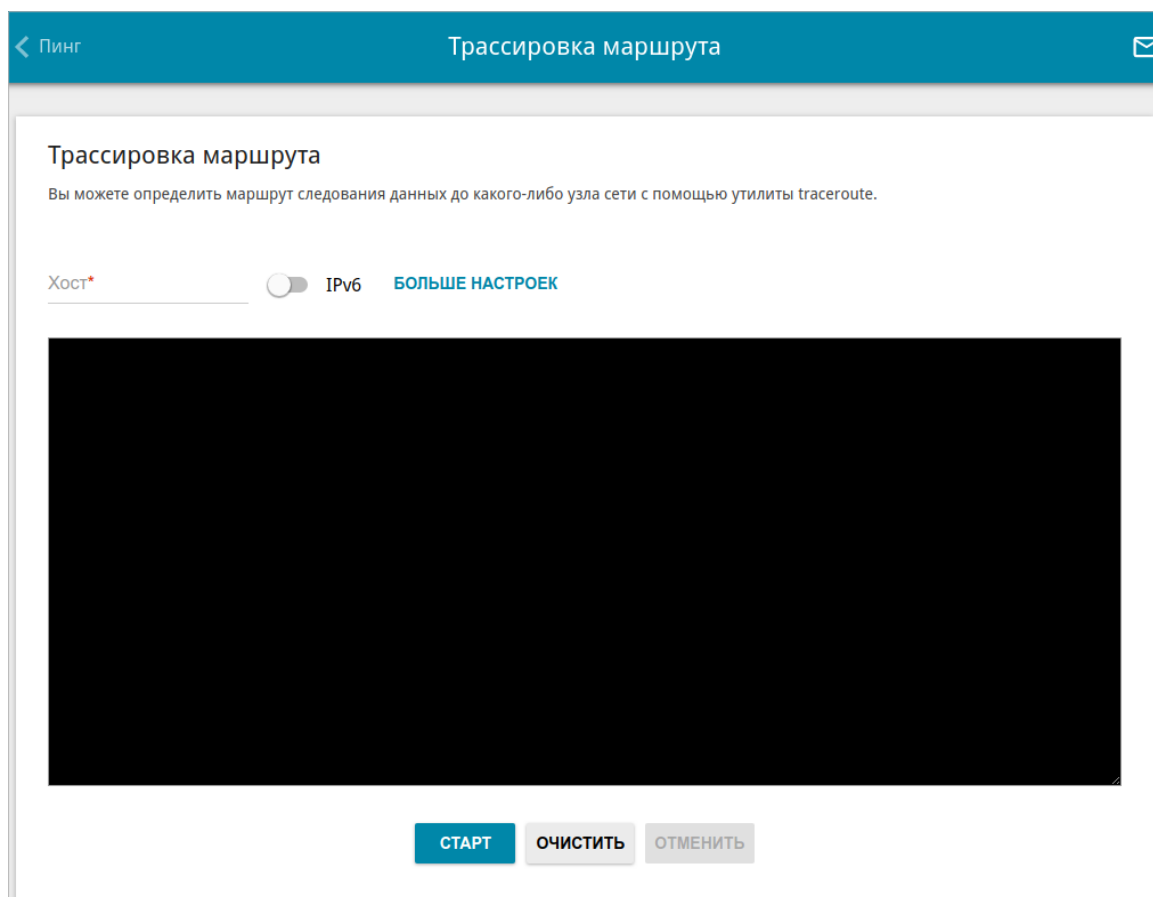 Пинг
Трассировка маршрута
Трассировка маршрута
Вы можете определить маршрут следования данных до какого-либо узла сети с помощью утилиты traceroute.
Хост* IPv6 БОЛЬШЕ НАСТРОЕК
СТАРТ ОЧИСТИТЬ ОТМЕНИТЬ